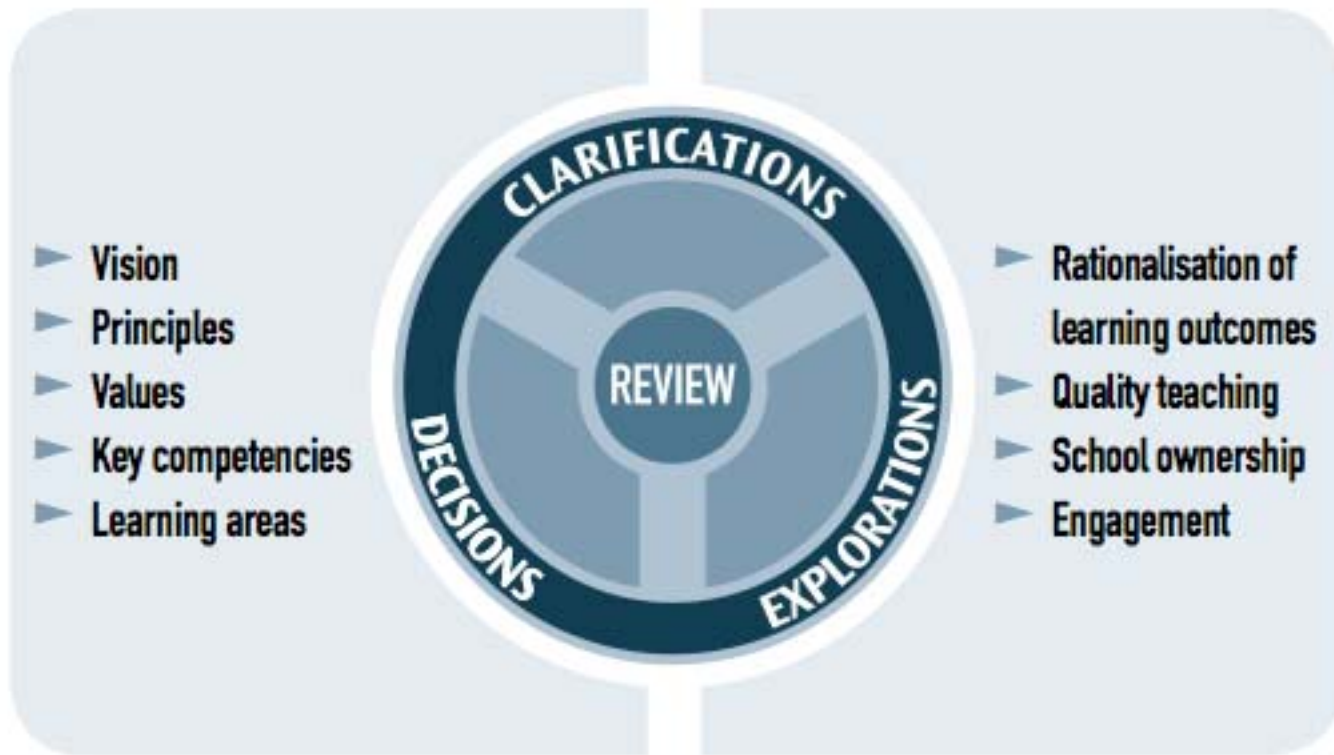 Vision
Principles
Values
Key competencies
Learning areas
CLARIFICATIONS
REVIEW
DECISIONS
EXPLORATIONS
Rationalisation of
learning outcomes
Quality teaching
School ownership
Engagement